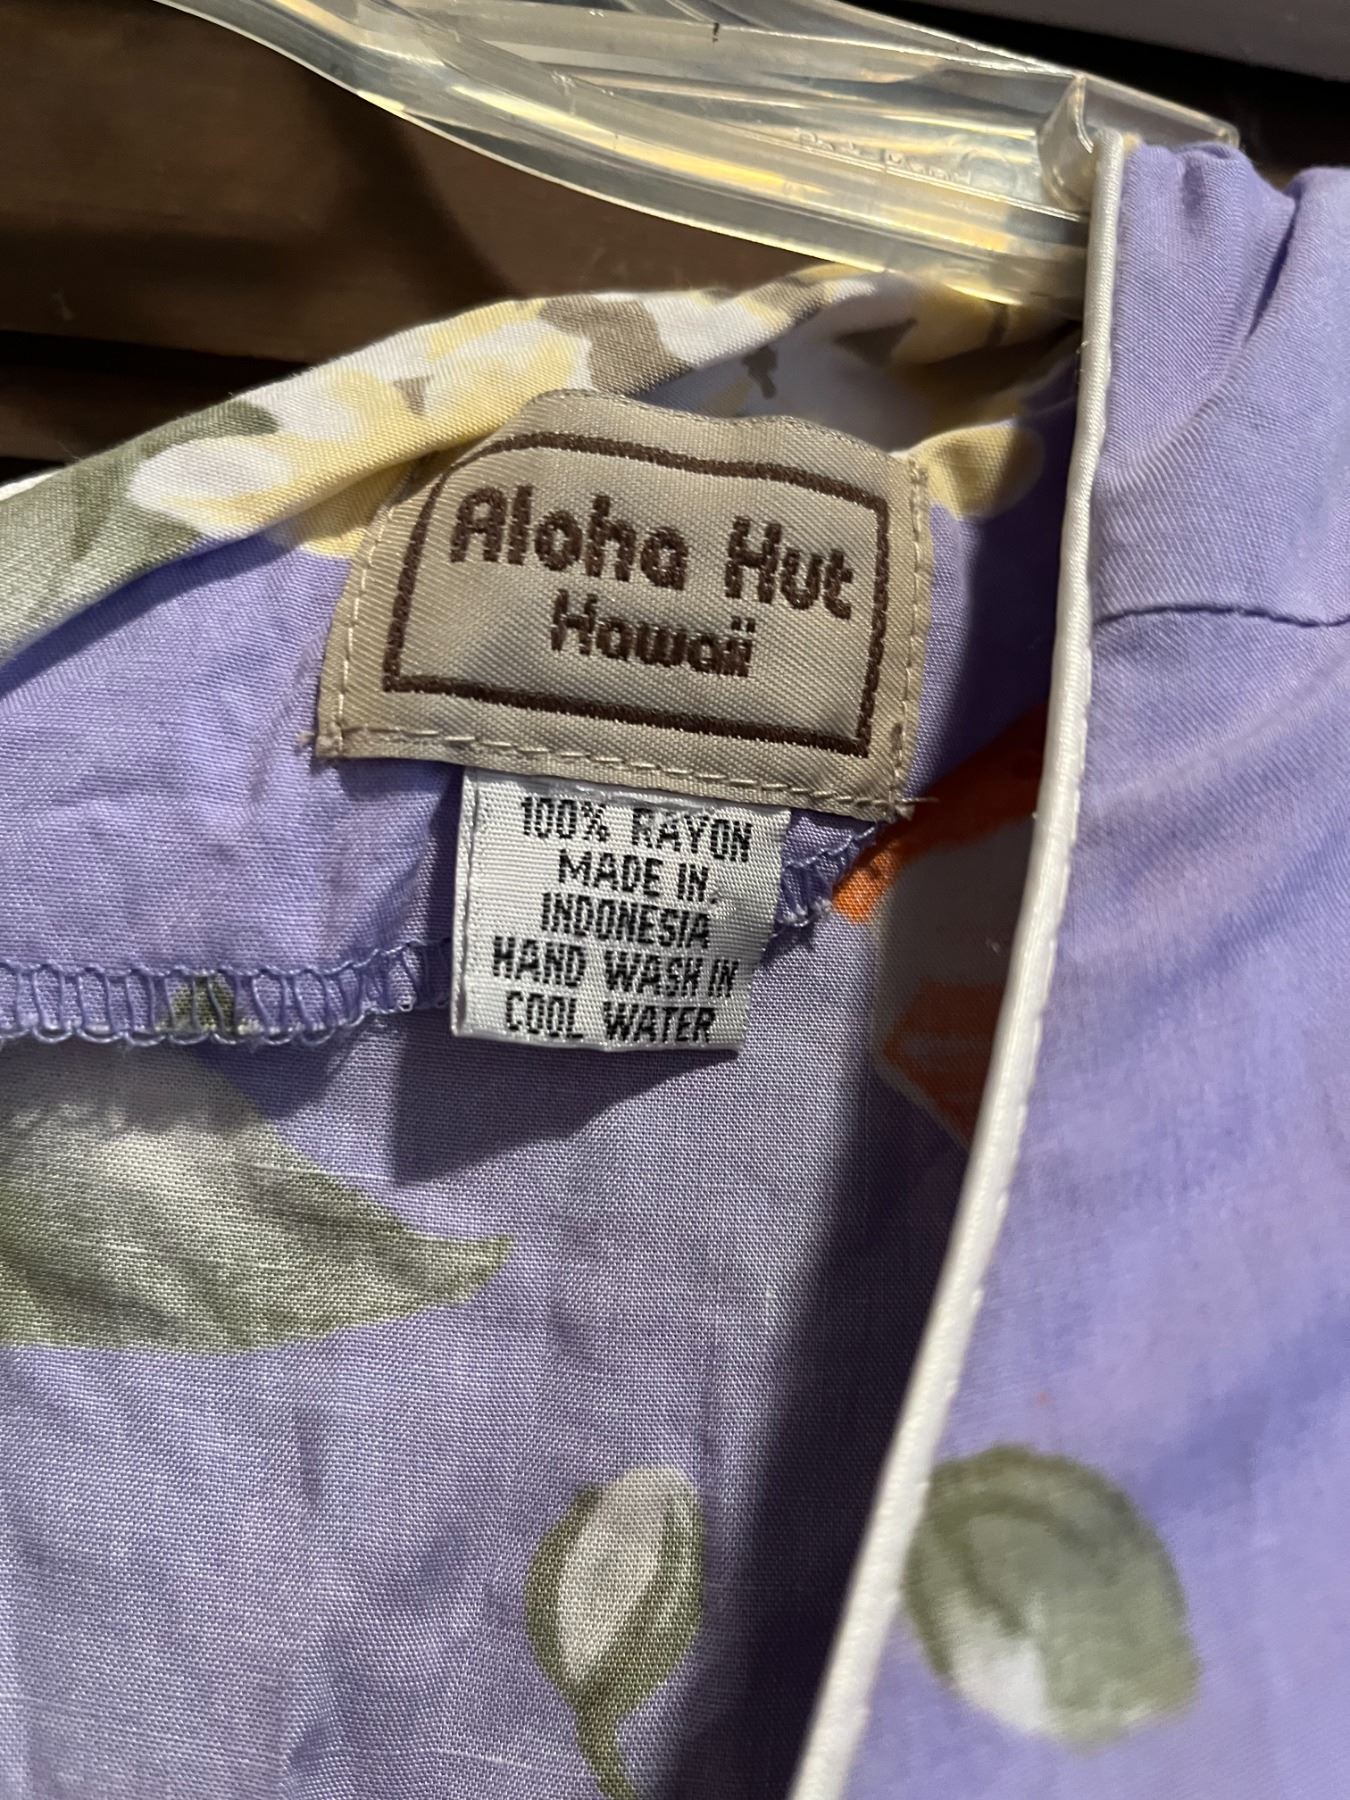 Aloha Hut
Hawaii
100% RAYON
MADE IN.
INDONESIA
HAND WASH IN
COOL WATER